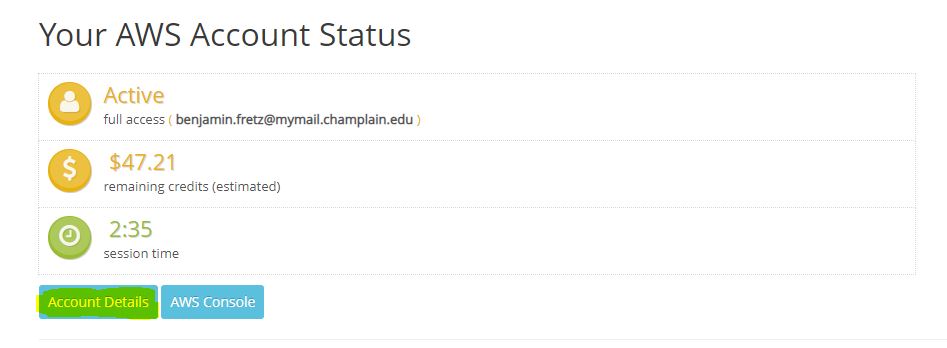 Your AWS Account Status
Active
full access ( benjamin.fretz@mymail.champlain.edu )
$
$47.21
remaining credits (estimated)
2:35
session time
Account Details AWS Console